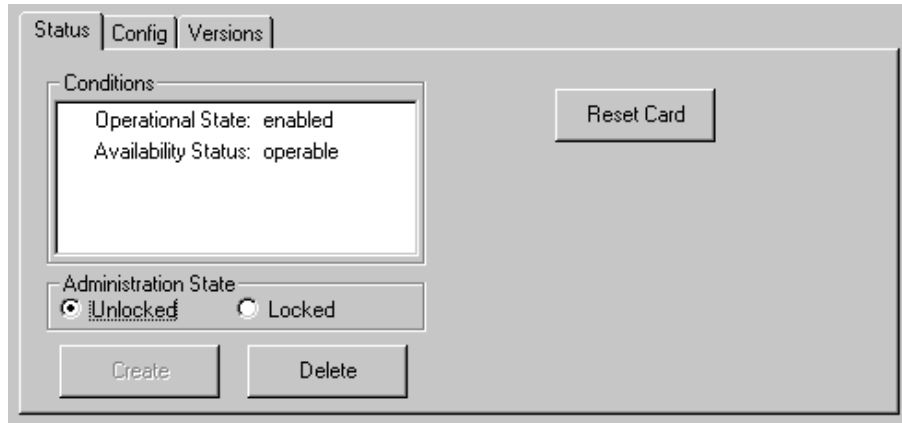 Status Config Versions
Conditions
Operational State: enabled
Availability Status: operable
Reset Card
Administration State
Unlocked Locked
Create Delete